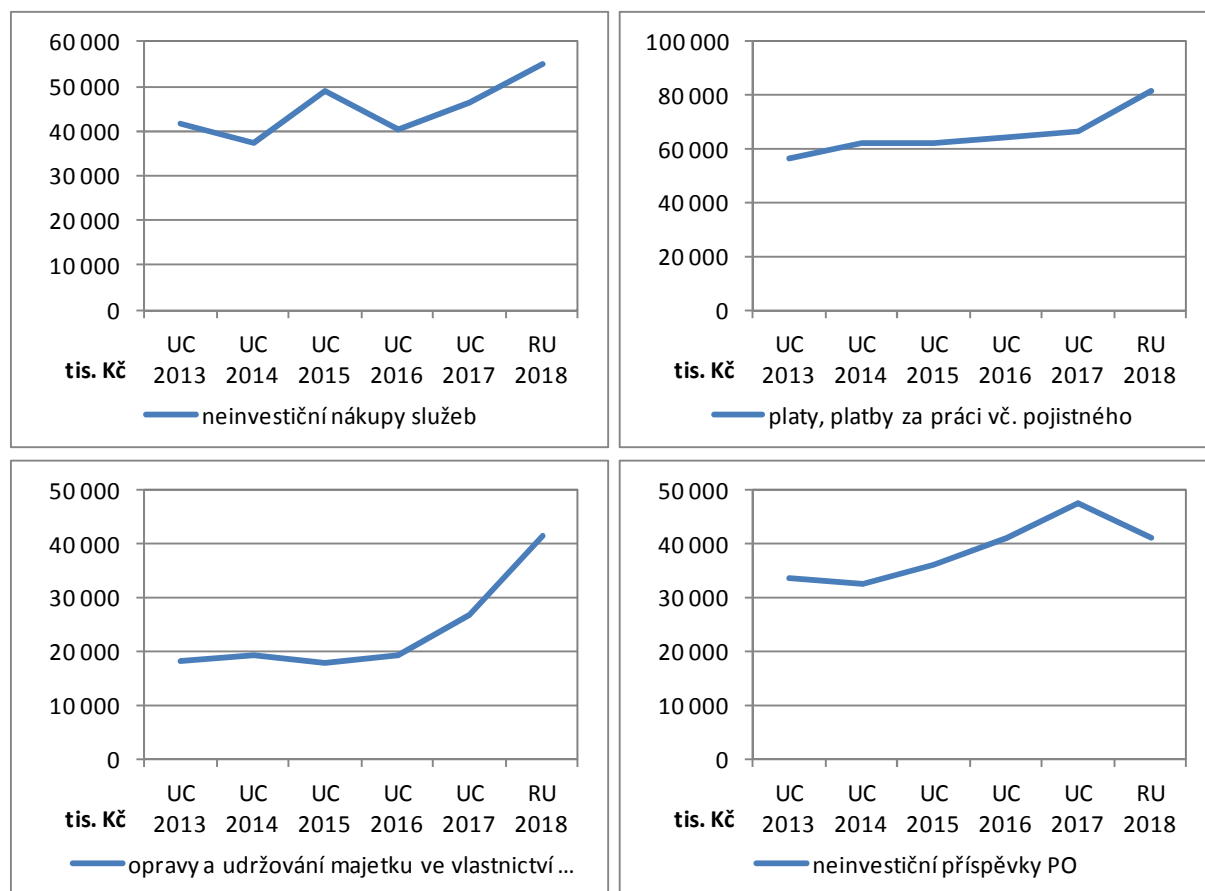 60 000
50 000
40 000
30 000
20 000
10 000
0
UC UC UC UC UC RU
tis. Kč 2013 2014 2015 2016 2017 2018
neinvestiční nákupy služeb
100 000
80 000
60 000
40 000
20 000
0
UC UC UC UC UC RU
tis. Kč 2013 2014 2015 2016 2017 2018
platy, platby za práci vč. pojistného
50 000
40 000
30 000
20 000
10 000
0
UC UC UC UC UC RU
tis. Kč 2013 2014 2015 2016 2017 2018
opravy a udržování majetku ve vlastnictví ...
50 000
40 000
30 000
20 000
10 000
0
UC UC UC UC UC RU
tis. Kč 2013 2014 2015 2016 2017 2018
neinvestiční příspěvky PO